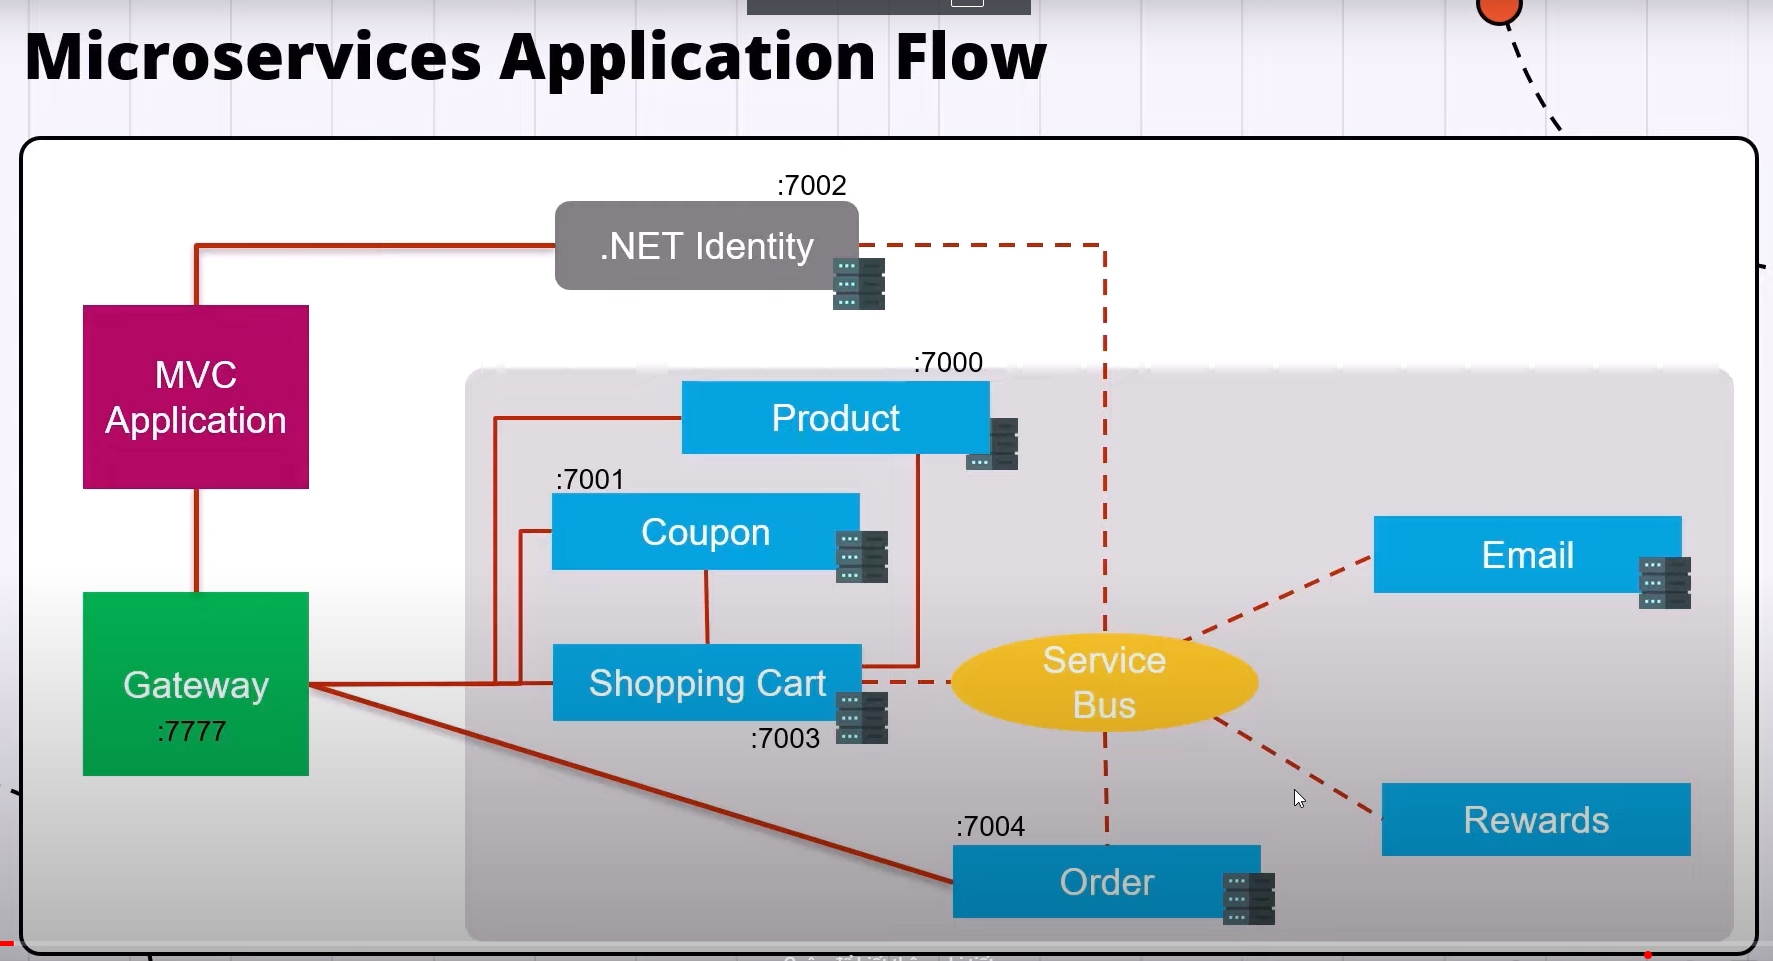 Microservices Application Flow
:7002
.NET Identity
MVC
Application
:7000
Product
:7001
Coupon
Email
Gateway
:7777
Shopping Cart
:7003
Service
Bus
Rewards
:7004
Order